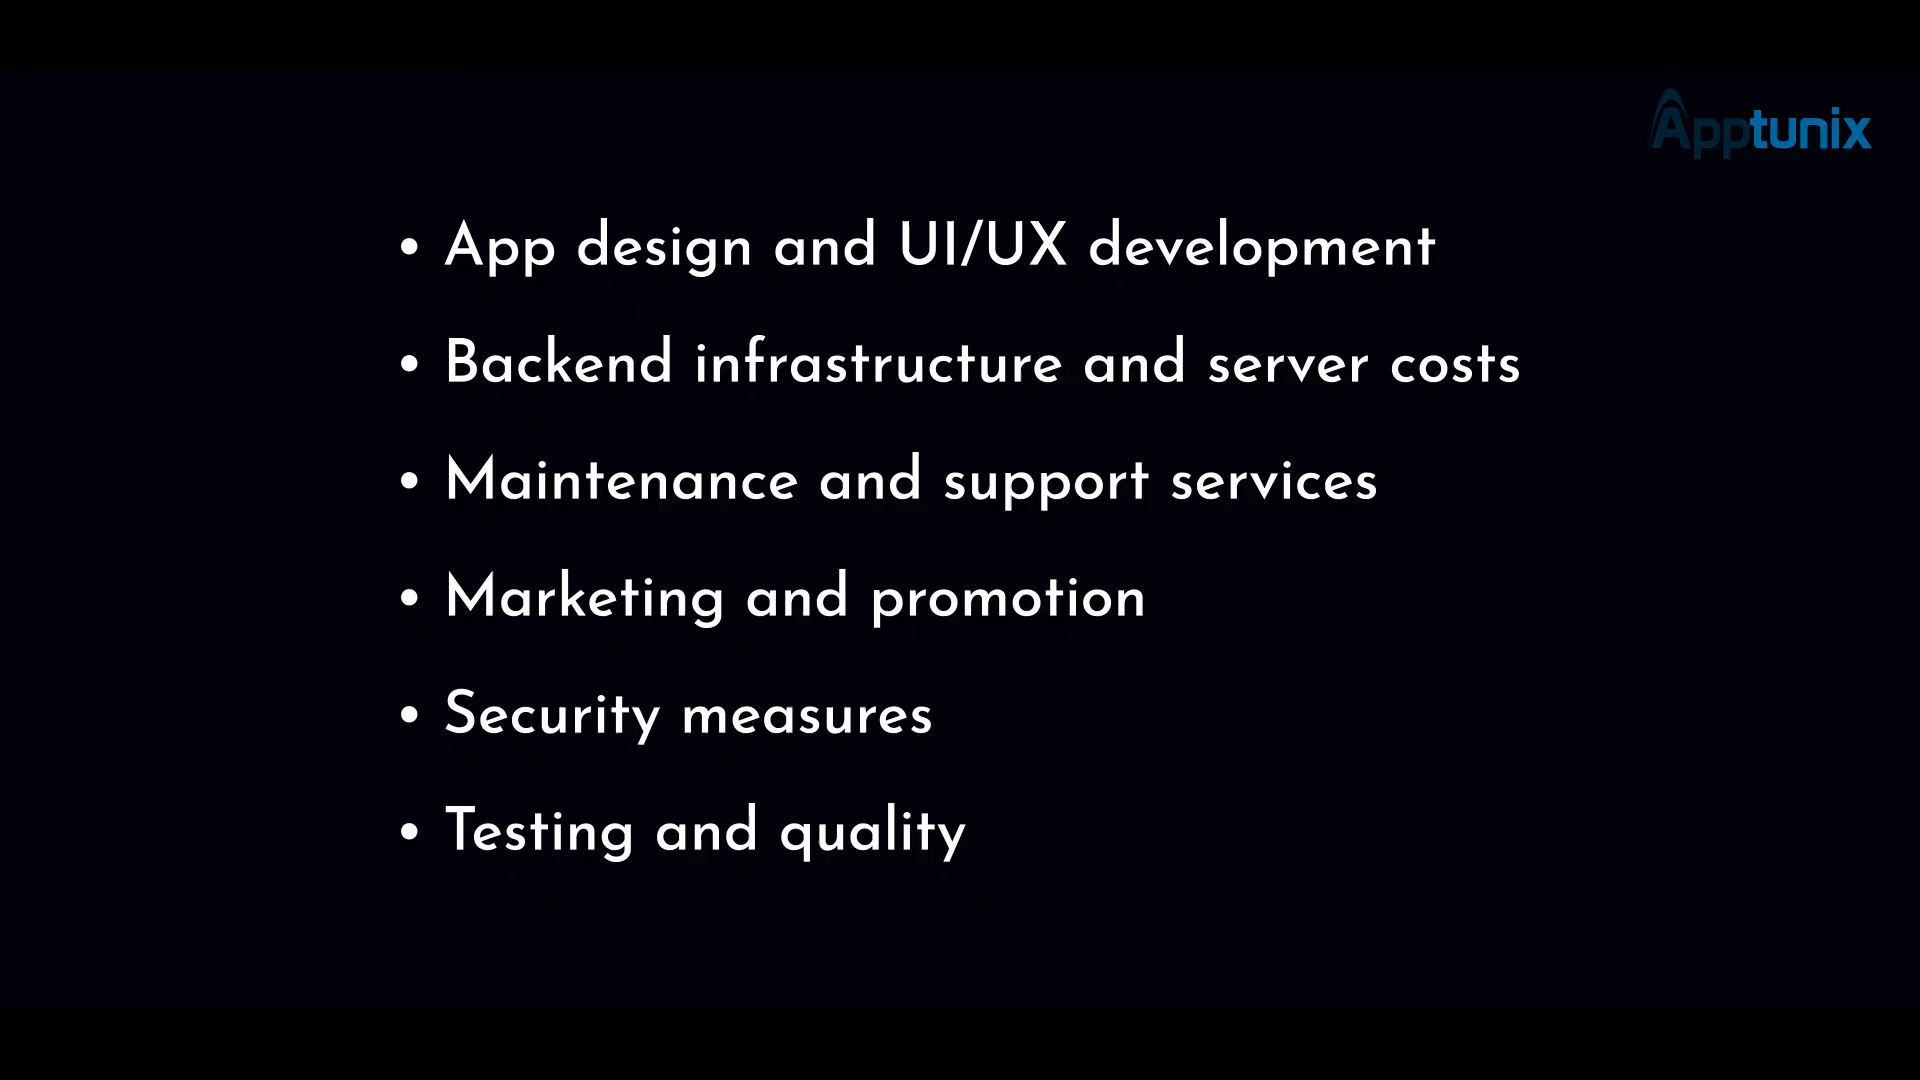 Apptunix
• App design and UI/UX development
• Backend infrastructure and server costs
• Maintenance and support services
• Marketing and promotion
• Security measures
• Testing and quality